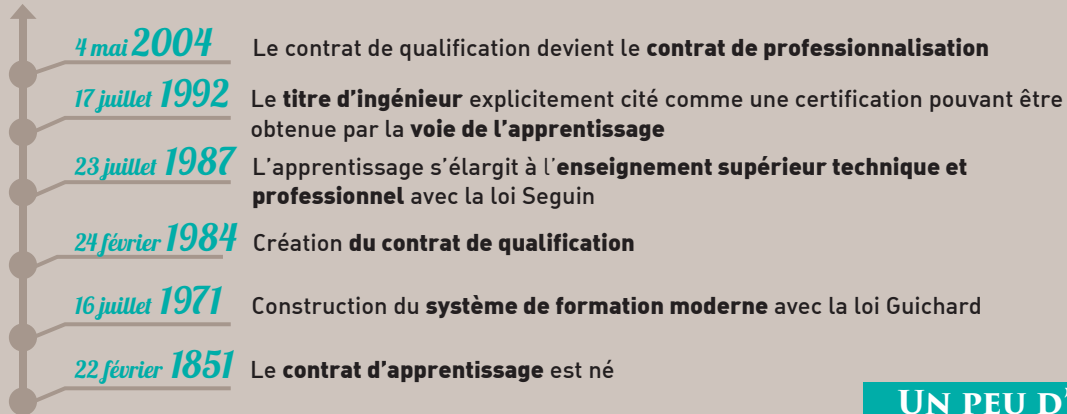 4 mai 2004 Le contrat de qualification devient le contrat de professionnalisation
17 juillet 1992 Le titre d'ingénieur explicitement cité comme une certification pouvant être
obtenue par la voie de l'apprentissage
23 juillet 1987 L'apprentissage s'élargit à l'enseignement supérieur technique et
professionnel avec la loi Seguin
24 février 1984 Création du contrat de qualification
16 juillet 1971 Construction du système de formation moderne avec la loi Guichard
22 février 1851 Le contrat d'apprentissage est né
UN PEU D'